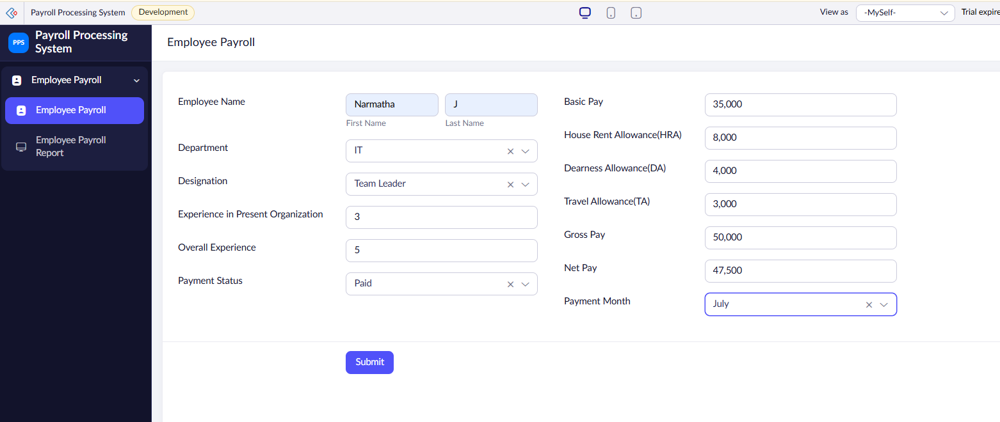 Payroll Processing System
Development
View as
-MySelf-
Trial expire
PPS
Payroll Processing
System
Employee Payroll
Employee Payroll
Employee Payroll
Report
Employee Payroll
Employee Name
Narmatha
J
First Name
Last Name
Department
IT
Designation
Team Leader
Experience in Present Organization
3
Overall Experience
5
Payment Status
Paid
Basic Pay
35,000
House Rent Allowance(HRA)
8,000
Dearness Allowance(DA)
4,000
Travel Allowance(TA)
3,000
Gross Pay
50,000
Net Pay
47,500
Payment Month
July
Submit